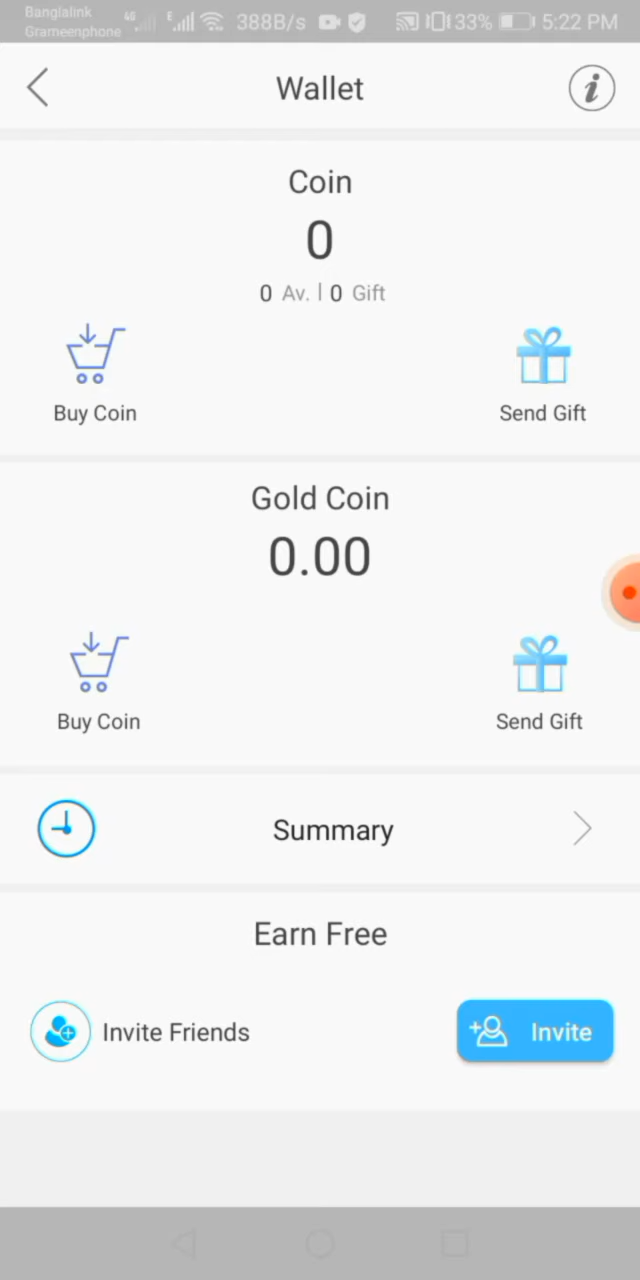 Banglalink 4G E 388B/s 33% 5:22 PM
Grameenphone
Wallet
Coin
0
0 Av. | 0 Gift
Buy Coin Send Gift
Gold Coin
0.00
Buy Coin Send Gift
Summary
Earn Free
Invite Friends Invite